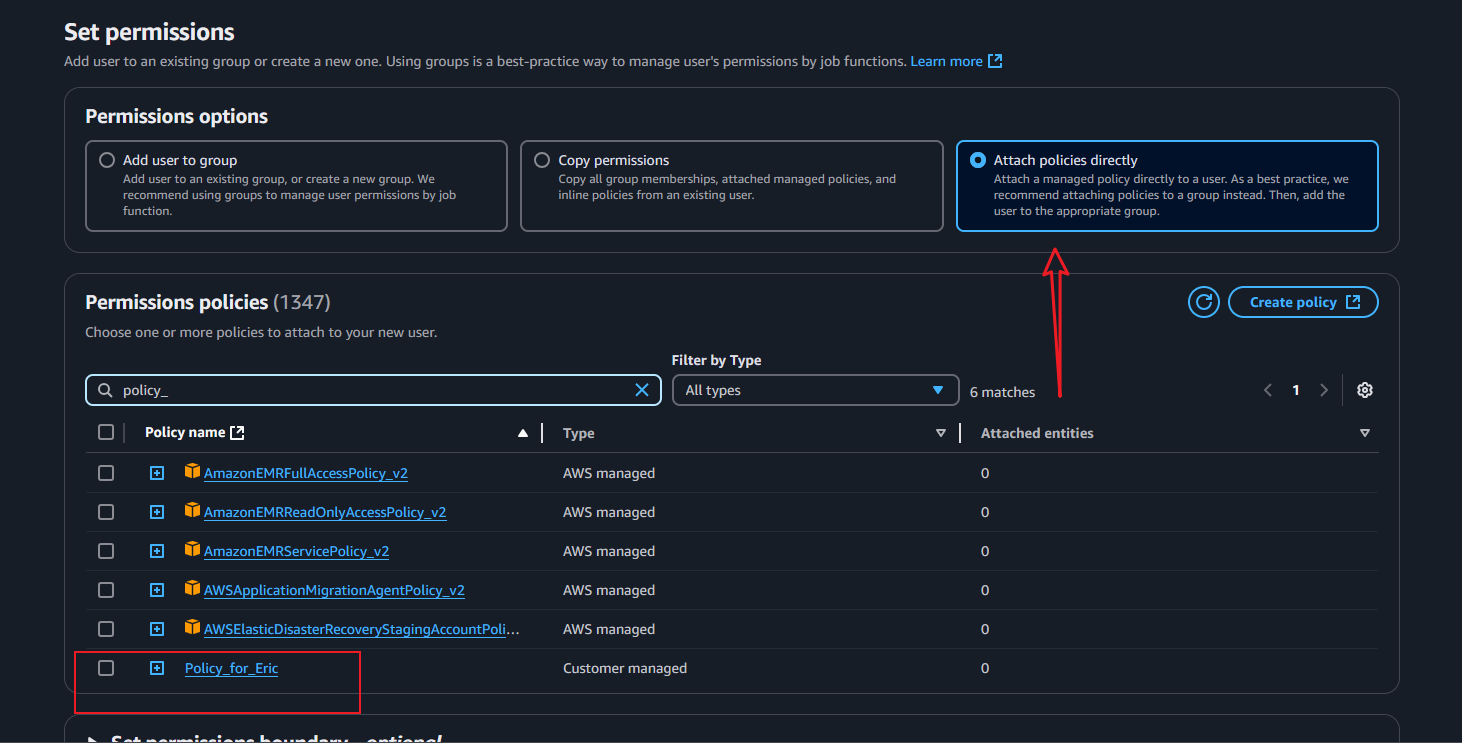 Set permissions
Add user to an existing group or create a new one. Using groups is a best-practice way to manage user's permissions by job functions. Learn more
Permissions options
Add user to group
Add user to an existing group, or create a new group. We
recommend using groups to manage user permissions by job
function.
Copy permissions
Copy all group memberships, attached managed policies, and
inline policies from an existing user.
Attach policies directly
Attach a managed policy directly to a user. As a best practice, we
recommend attaching policies to a group instead. Then, add the
user to the appropriate group.
Permissions policies (1347)
Create policy
Choose one or more policies to attach to your new user.
Filter by Type
policy_
All types
6 matches
1
Policy name
Type
Attached entities
AmazonEMRFullAccessPolicy_v2
AWS managed
0
AmazonEMRReadOnlyAccessPolicy_v2
AWS managed
0
AmazonEMRServicePolicy_v2
AWS managed
0
AWSApplicationMigrationAgentPolicy_v2
AWS managed
0
AWSElasticDisasterRecoveryStagingAccountPoli...
AWS managed
0
Policy_for_Eric
Customer managed
0
Set permissions boundary - optional